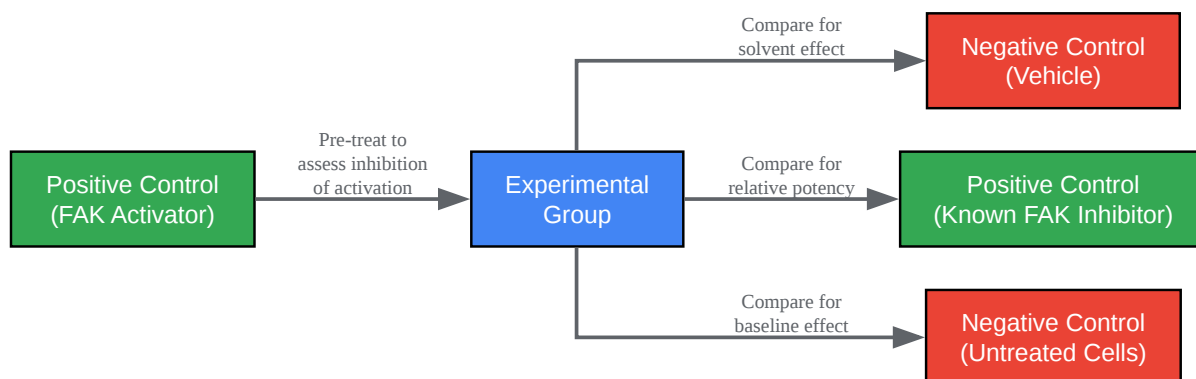 Compare for
solvent effect
Negative Control
(Vehicle)
Positive Control
(FAK Activator)
Pre-treat to
assess inhibition
of activation
Experimental
Group
Compare for
relative potency
Positive Control
(Known FAK Inhibitor)
Compare for
baseline effect
Negative Control
(Untreated Cells)